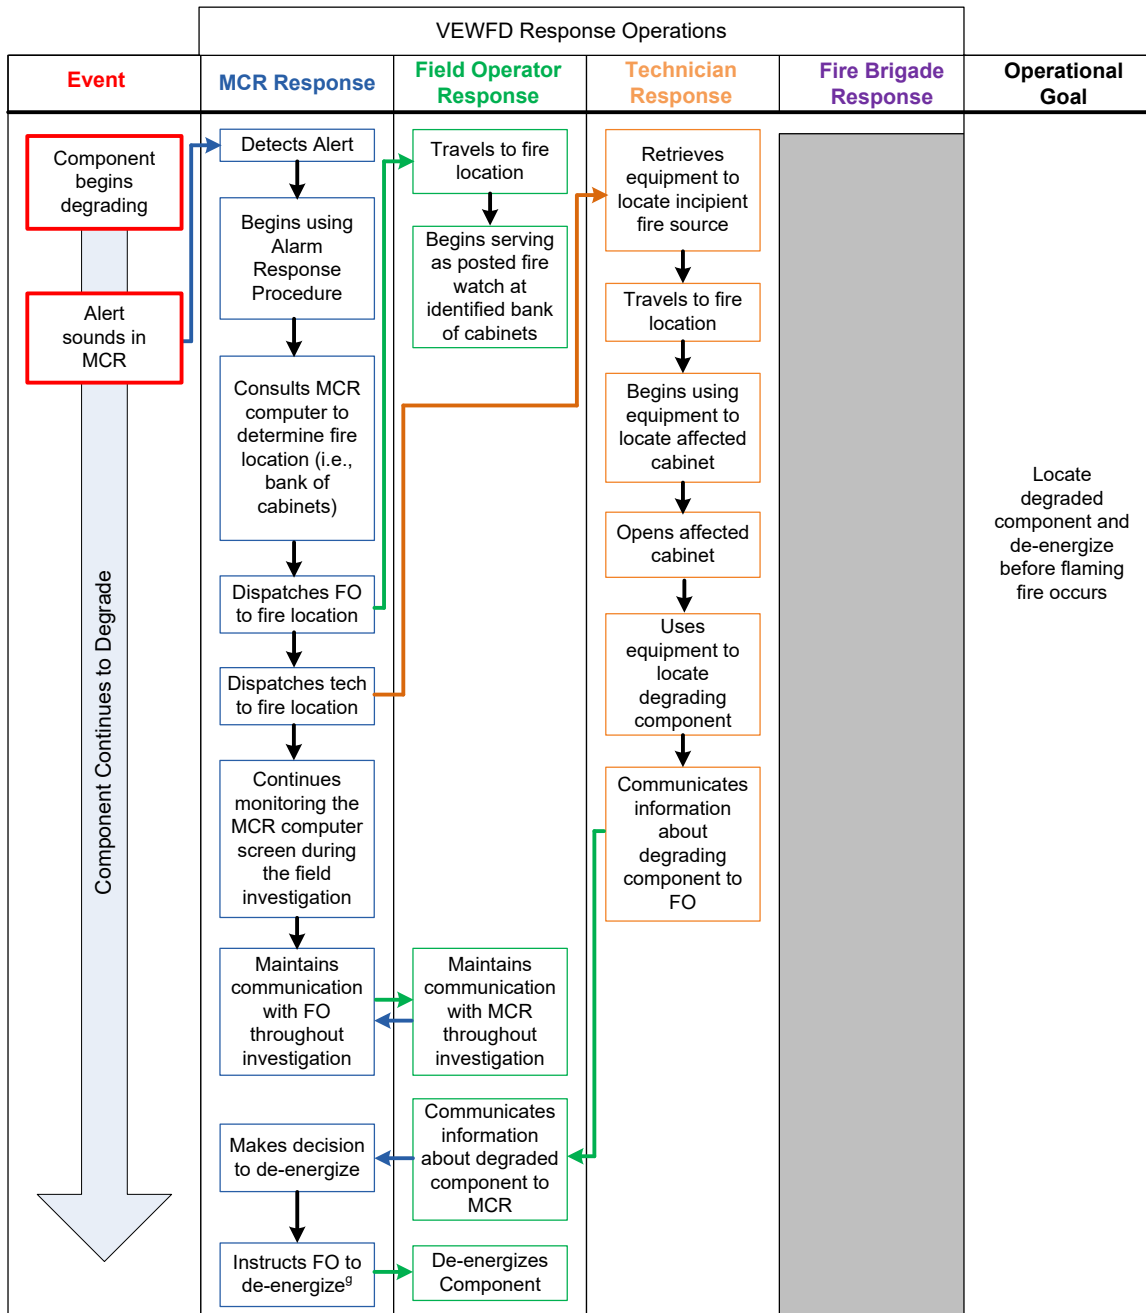 VEWFD Response Operations
Event
MCR Response
Field Operator
Response
Technician
Response
Fire Brigade
Response
Operational
Goal
Component
begins
degrading
Alert
sounds in
MCR
Component Continues to Degrade
Detects Alert
Begins using
Alarm
Response
Procedure
Consults MCR
computer to
determine fire
location (i.e.,
bank of
cabinets)
Dispatches FO
to fire location
Dispatches tech
to fire location
Continues
monitoring the
MCR computer
screen during
the field
investigation
Maintains
communication
with FO
throughout
investigation
Makes decision
to de-energize
Instructs FO to
de-energizeᵍ
Travels to fire
location
Begins serving
as posted fire
watch at
identified bank
of cabinets
Maintains
communication
with MCR
throughout
investigation
Communicates
information
about degraded
component to
MCR
De-energizes
Component
Retrieves
equipment to
locate incipient
fire source
Travels to fire
location
Begins using
equipment to
locate affected
cabinet
Opens affected
cabinet
Uses
equipment to
locate
degrading
component
Communicates
information
about
degrading
component to
FO
Locate
degraded
component and
de-energize
before flaming
fire occurs